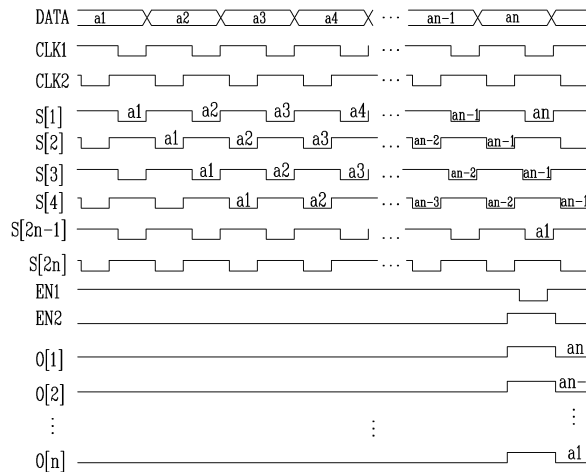 DATA a1 a2 a3 a4 ... an-1 an
CLK1
CLK2
S[1] a1 a2 a3 a4 ... an-1 an
S[2] a1 a2 a3 ... an-2 an-1
S[3] a1 a2 a3 ... an-2 an-1
S[4] a1 a2 ... an-3 an-2 an-1
S[2n-1] ... a1
S[2n] ...
EN1
EN2
O[1] an
O[2] an-
⋮ ⋮ ⋮
O[n] a1